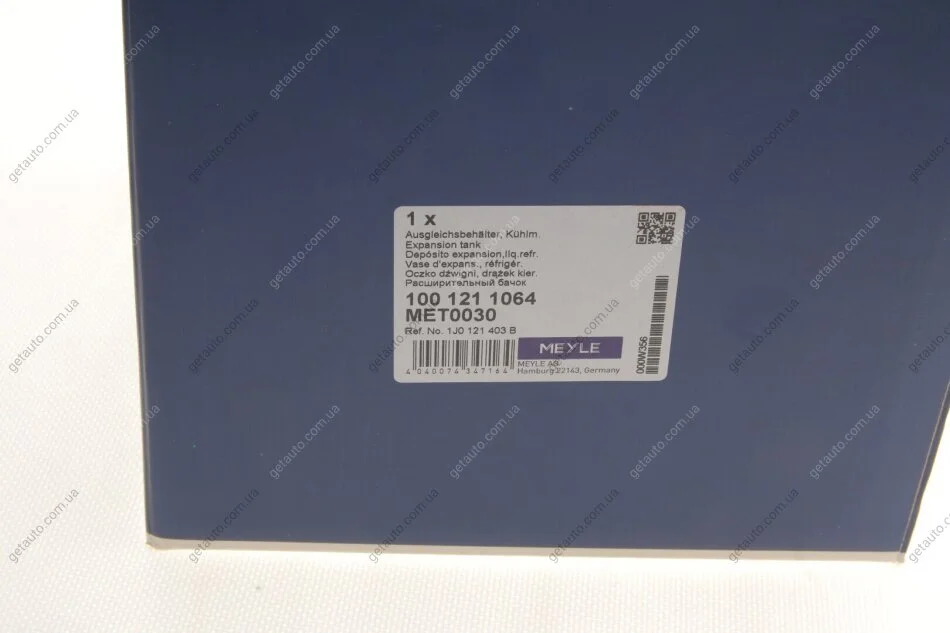 1 x
Ausgleichsbehälter, Kühlm.
Expansion tank
Depósito expansion,liq.refr.
Vase d'expans., réfrigér.
Oczko dźwigni, drążek kier.
Расширительный бачок
100 121 1064
MET0030
Ref. No. 1J0 121 403 B
MEYLE
MEYLE AG
Hamburg 22143, Germany
4 040074 347164
000W356
getauto.com.ua